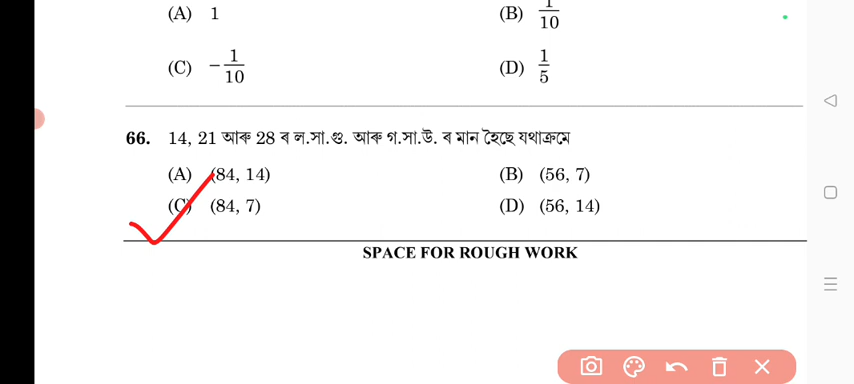 (A) 1 (B) 1/10
(C) -1/10 (D) 1/5
66. 14, 21 আৰু 28 ৰ ল.সা.গু. আৰু গ.সা.উ. ৰ মান হৈছে যথাক্ৰমে
(A) (84, 14) (B) (56, 7)
(C) (84, 7) (D) (56, 14)
SPACE FOR ROUGH WORK